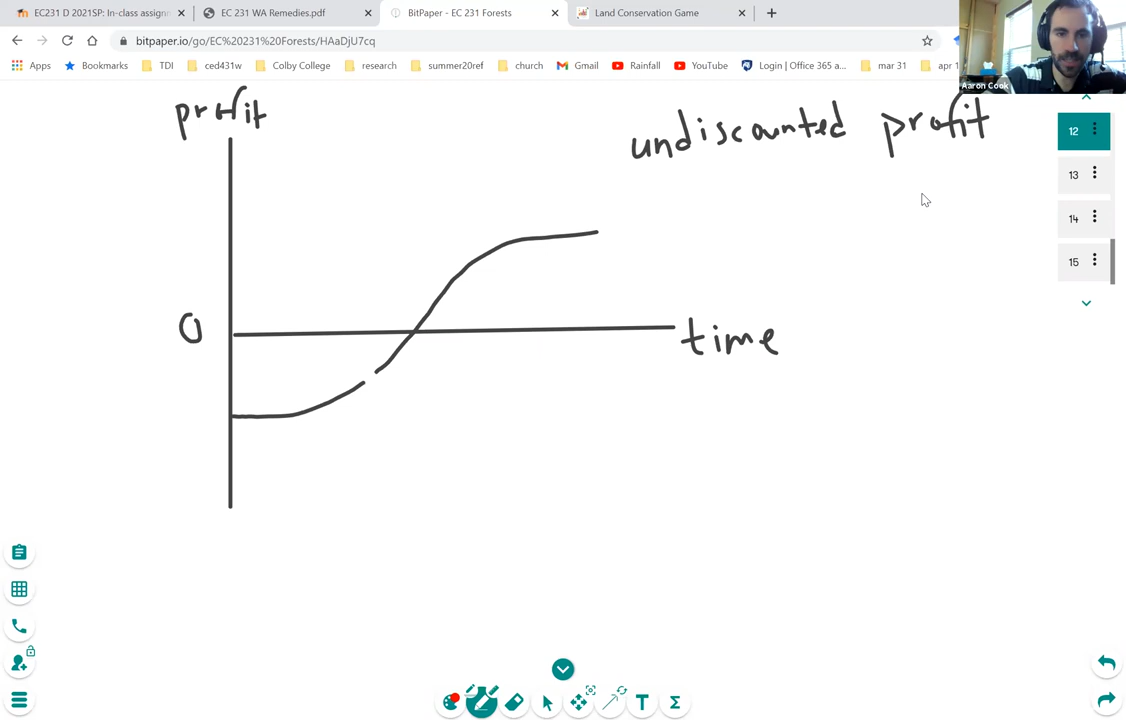 EC231 D 2021SP: In-class assignm
EC 231 WA Remedies.pdf
BitPaper - EC 231 Forests
Land Conservation Game
bitpaper.io/go/EC%20231%20Forests/HAaDjU7cq
Apps
Bookmarks
TDI
ced431w
Colby College
research
summer20ref
church
Gmail
Rainfall
YouTube
Login | Office 365 a...
mar 31
apr 1
Aaron Cook
profit
undiscounted profit
0
time
12
13
14
15
T
Σ